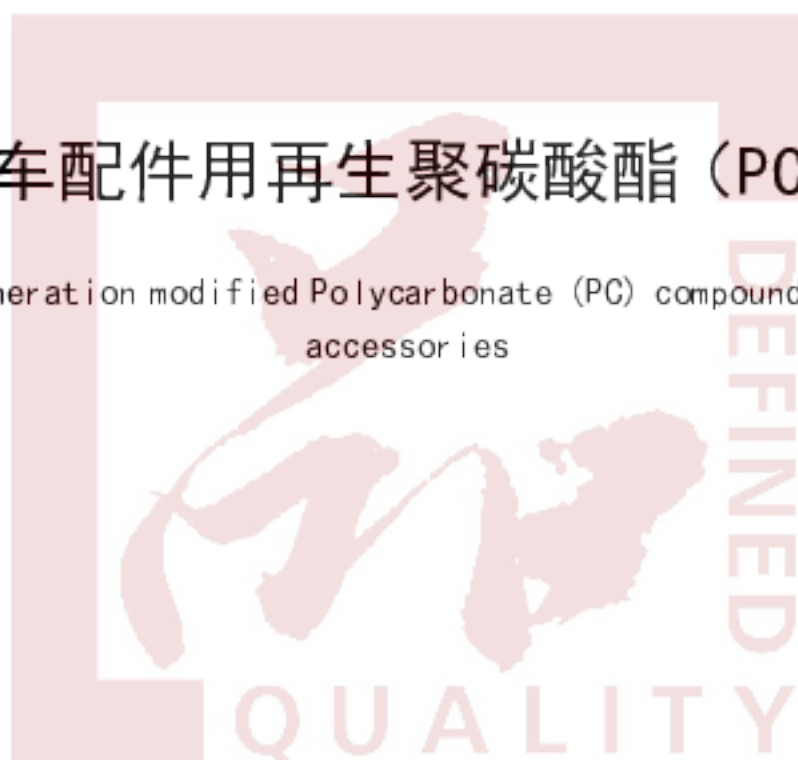 车配件用再生聚碳酸酯（PC
neration modified Polycarbonate (PC) compound
accessories
DEFINED
QUALITY